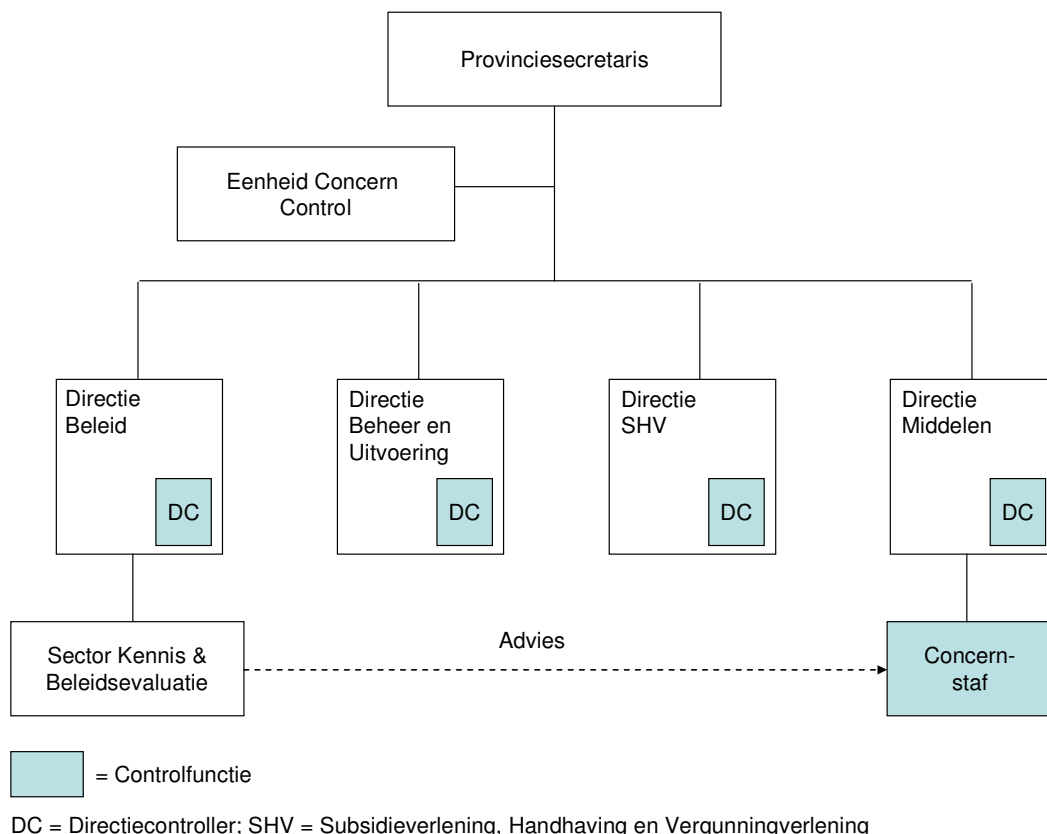 Provinciesecretaris
Eenheid Concern
Control
Directie
Beleid
DC
Directie
Beheer en
Uitvoering
DC
Directie
SHV
DC
Directie
Middelen
DC
Sector Kennis &
Beleidsevaluatie
Advies
Concern-
staf
= Controlfunctie
DC = Directiecontroller; SHV = Subsidieverlening, Handhaving en Vergunningverlening